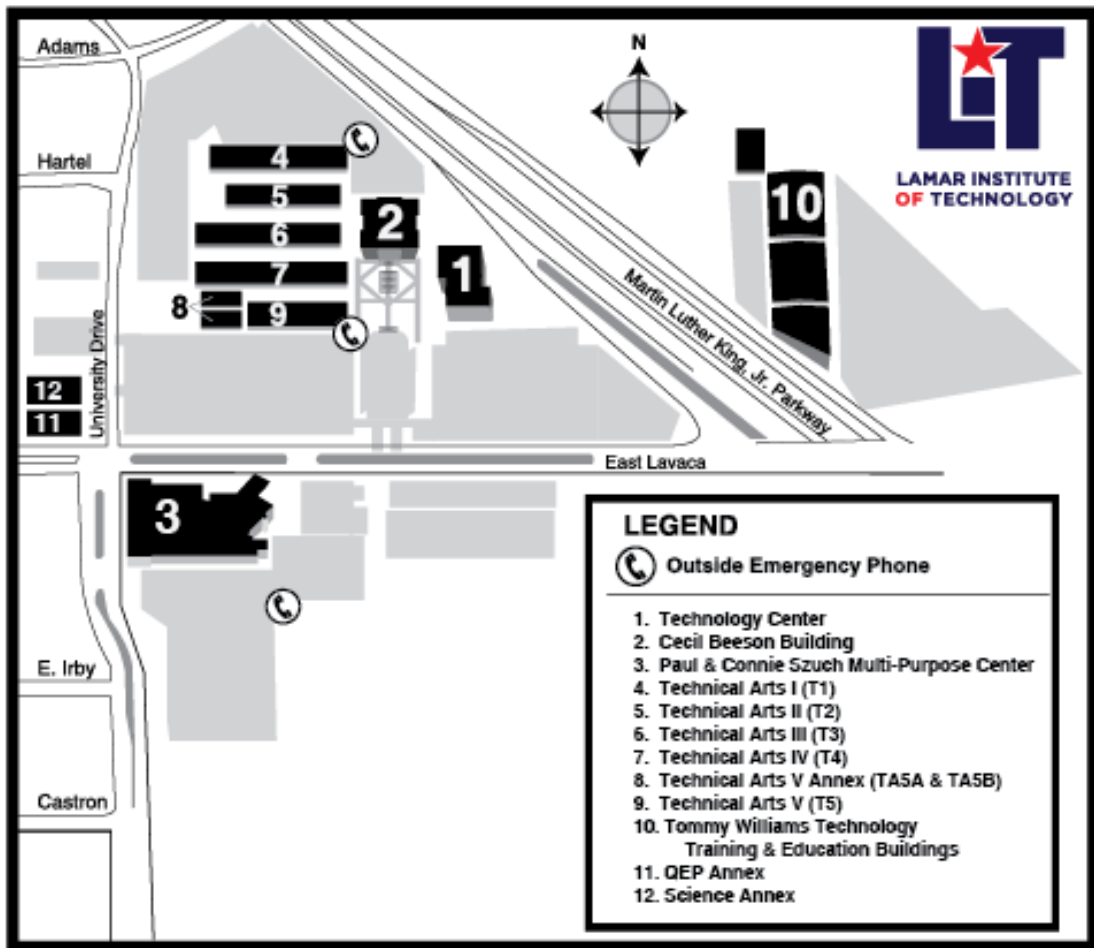 Adams
N
LiT
LAMAR INSTITUTE
OF TECHNOLOGY
Hartel
4
5
6
7
8
9
2
1
10
Martin Luther King, Jr. Parkway
University Drive
12
11
East Lavaca
3
E. Irby
Castron
LEGEND
Outside Emergency Phone
1. Technology Center
2. Cecil Beeson Building
3. Paul & Connie Szuch Multi-Purpose Center
4. Technical Arts I (T1)
5. Technical Arts II (T2)
6. Technical Arts III (T3)
7. Technical Arts IV (T4)
8. Technical Arts V Annex (TA5A & TA5B)
9. Technical Arts V (T5)
10. Tommy Williams Technology
Training & Education Buildings
11. QEP Annex
12. Science Annex